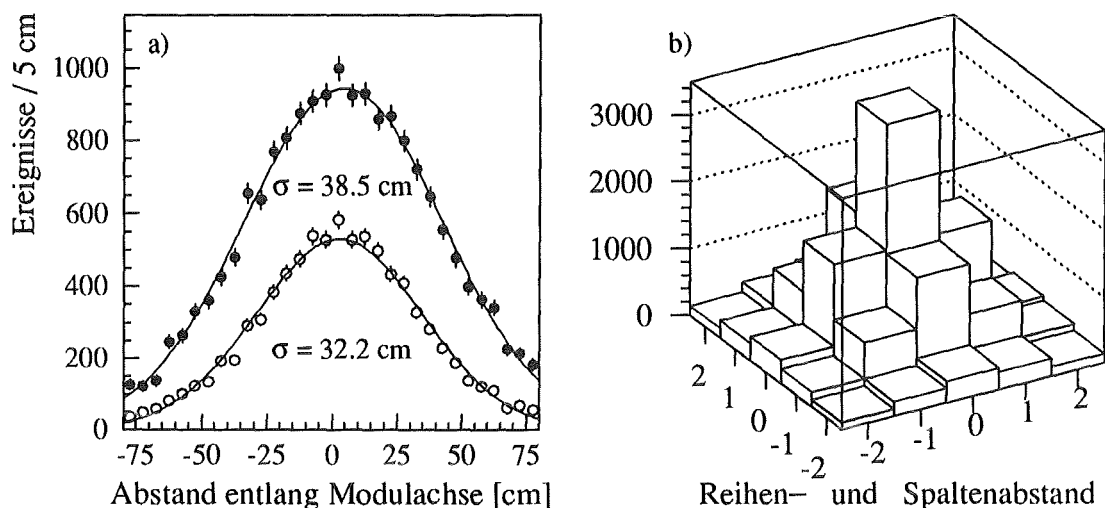 a)
Ereignisse / 5 cm
1000
800
600
400
200
0
σ = 38.5 cm
σ = 32.2 cm
-75 -50 -25 0 25 50 75
Abstand entlang Modulachse [cm]
b)
3000
2000
1000
0
2 1 0 -1 -2
-2 -1 0 1 2
Reihen– und Spaltenabstand